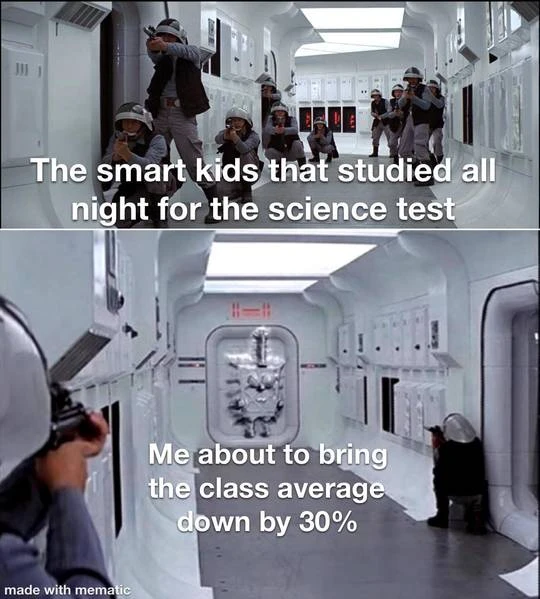 The smart kids that studied all
night for the science test
Me about to bring
the class average
down by 30%
made with mematic